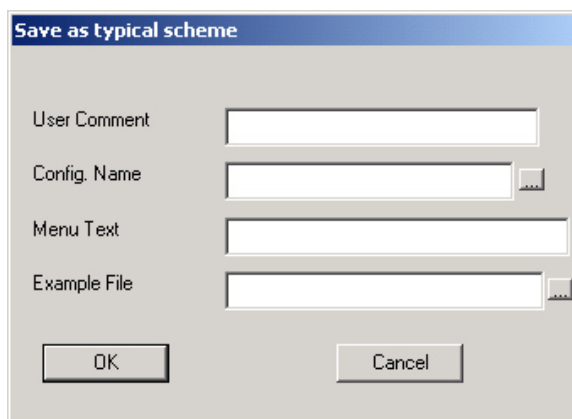 Save as typical scheme
User Comment
Config. Name
...
Menu Text
Example File
...
OK
Cancel